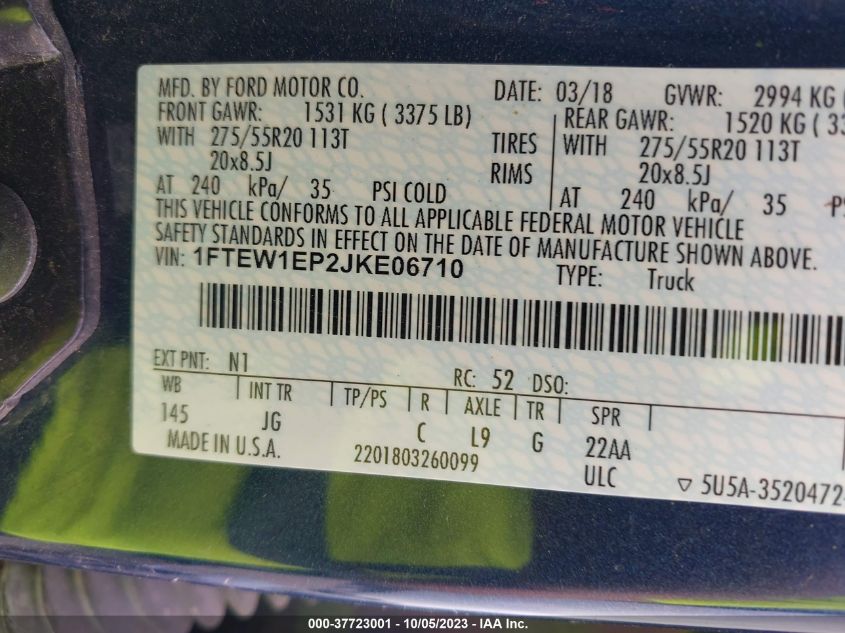 MFD. BY FORD MOTOR CO. DATE: 03/18 GVWR: 2994 KG
FRONT GAWR: 1531 KG ( 3375 LB) REAR GAWR: 1520 KG (
WITH 275/55R20 113T TIRES WITH 275/55R20 113T
20x8.5J RIMS 20x8.5J
AT 240 kPa/ 35 PSI COLD AT 240 kPa/ 35
THIS VEHICLE CONFORMS TO ALL APPLICABLE FEDERAL MOTOR VEHICLE
SAFETY STANDARDS IN EFFECT ON THE DATE OF MANUFACTURE SHOWN ABOVE.
VIN: 1FTEW1EP2JKE06710 TYPE: Truck
EXT PNT: N1 RC: 52 DSO:
WB INT TR TP/PS R AXLE TR SPR
145 JG C L9 G 22AA
MADE IN U.S.A. 2201803260099 ULC 5U5A-3520472
000-37723001 - 10/05/2023 - IAA Inc.